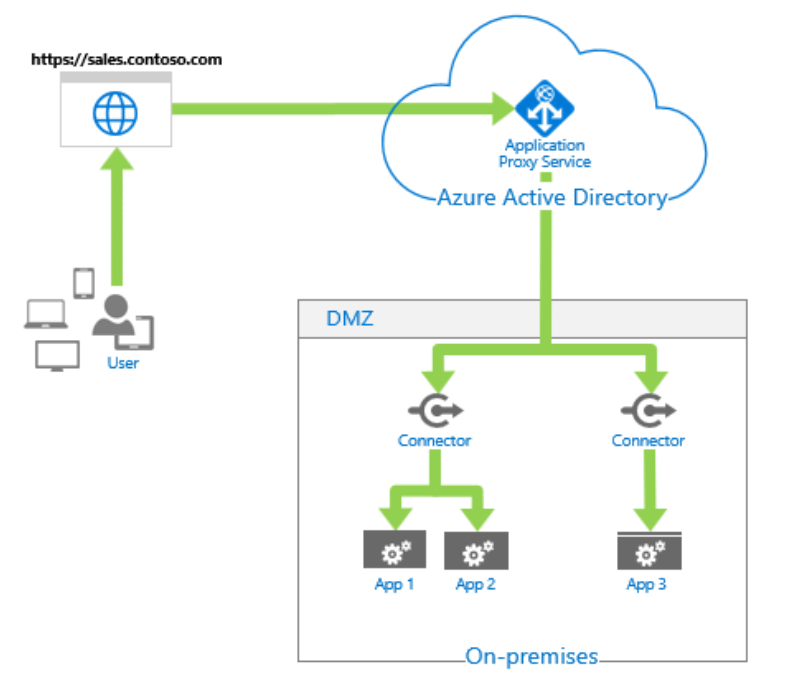 https://sales.contoso.com
Application
Proxy Service
Azure Active Directory
User
DMZ
Connector
Connector
App 1
App 2
App 3
On-premises